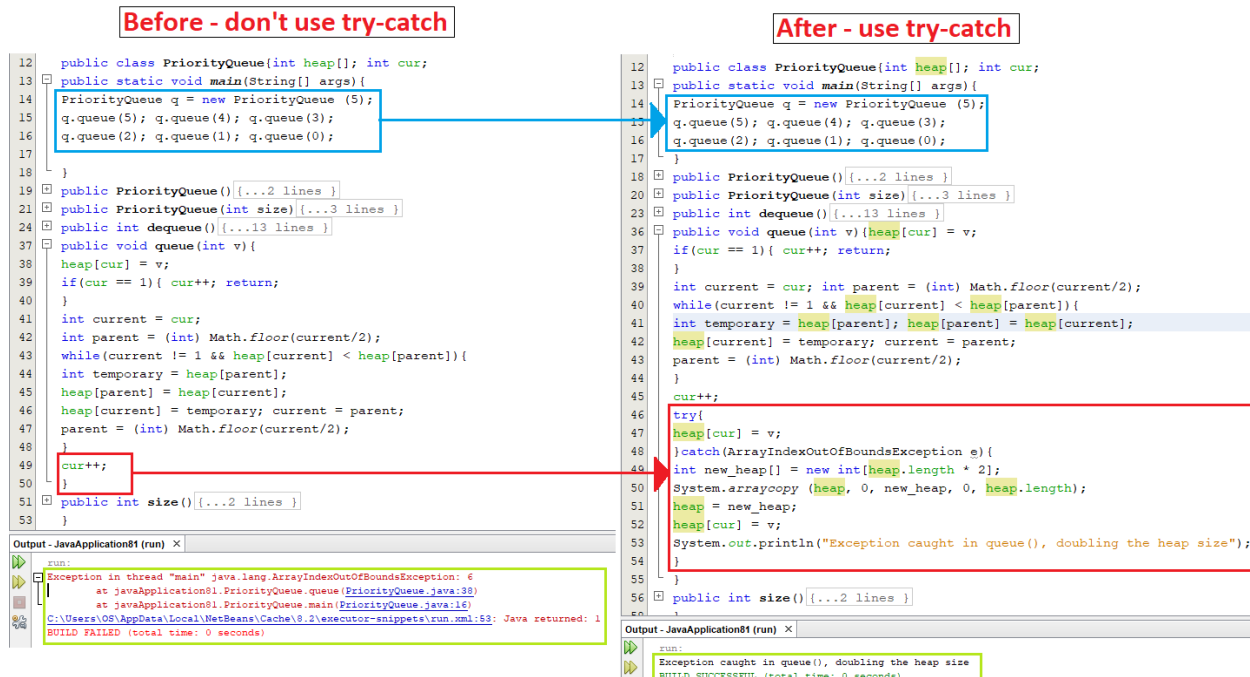 Before - don't use try-catch
12 public class PriorityQueue{int heap[]; int cur;
13 public static void main(String[] args){
14 PriorityQueue q = new PriorityQueue (5);
15 q.queue(5); q.queue(4); q.queue(3);
16 q.queue(2); q.queue(1); q.queue(0);
17
18 }
19 public PriorityQueue() {...2 lines }
21 public PriorityQueue(int size) {...3 lines }
24 public int dequeue() {...13 lines }
37 public void queue(int v){
38 heap[cur] = v;
39 if(cur == 1){ cur++; return;
40 }
41 int current = cur;
42 int parent = (int) Math.floor(current/2);
43 while(current != 1 && heap[current] < heap[parent]){
44 int temporary = heap[parent];
45 heap[parent] = heap[current];
46 heap[current] = temporary; current = parent;
47 parent = (int) Math.floor(current/2);
48 }
49 cur++;
50 }
51 public int size() {...2 lines }
53 }
Output - JavaApplication81 (run) ×
run:
Exception in thread "main" java.lang.ArrayIndexOutOfBoundsException: 6
at javaapplication81.PriorityQueue.queue(PriorityQueue.java:38)
at javaapplication81.PriorityQueue.main(PriorityQueue.java:16)
C:\Users\OS\AppData\Local\NetBeans\Cache\8.2\executor-snippets\run.xml:53: Java returned: 1
BUILD FAILED (total time: 0 seconds)
After - use try-catch
12 public class PriorityQueue{int heap[]; int cur;
13 public static void main(String[] args){
14 PriorityQueue q = new PriorityQueue (5);
15 q.queue(5); q.queue(4); q.queue(3);
16 q.queue(2); q.queue(1); q.queue(0);
17 }
18 public PriorityQueue() {...2 lines }
20 public PriorityQueue(int size) {...3 lines }
23 public int dequeue() {...13 lines }
36 public void queue(int v){heap[cur] = v;
37 if(cur == 1){ cur++; return;
38 }
39 int current = cur; int parent = (int) Math.floor(current/2);
40 while(current != 1 && heap[current] < heap[parent]){
41 int temporary = heap[parent]; heap[parent] = heap[current];
42 heap[current] = temporary; current = parent;
43 parent = (int) Math.floor(current/2);
44 }
45 cur++;
46 try{
47 heap[cur] = v;
48 }catch(ArrayIndexOutOfBoundsException e){
49 int new_heap[] = new int[heap.length * 2];
50 System.arraycopy (heap, 0, new_heap, 0, heap.length);
51 heap = new_heap;
52 heap[cur] = v;
53 System.out.println("Exception caught in queue(), doubling the heap size");
54 }
55 }
56 public int size() {...2 lines }
Output - JavaApplication81 (run) ×
run:
Exception caught in queue(), doubling the heap size
BUILD SUCCESSFUL (total time: 0 seconds)